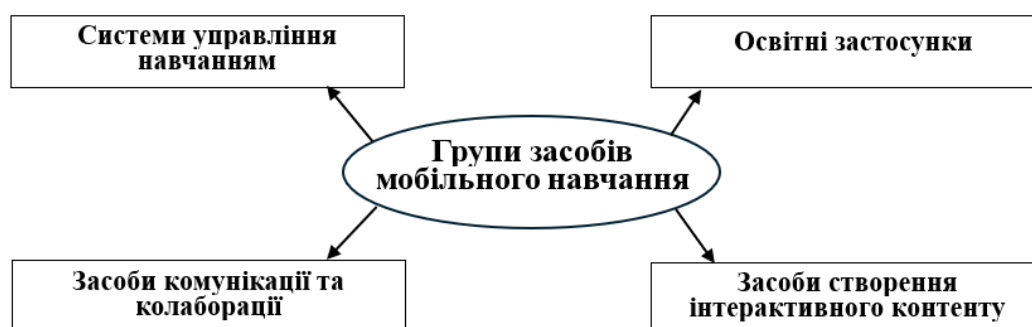 Системи управління
навчанням
Освітні застосунки
Групи засобів
мобільного навчання
Засоби комунікації та
колаборації
Засоби створення
інтерактивного контенту